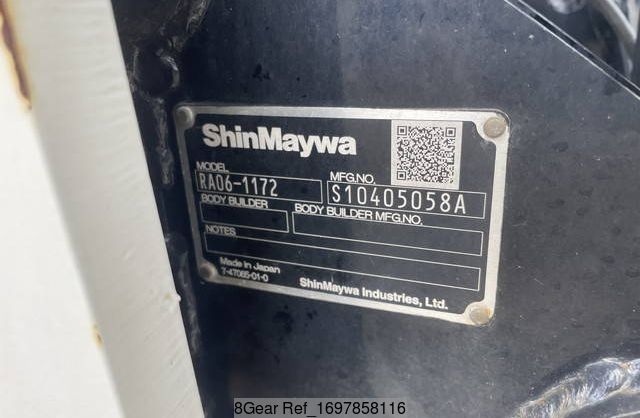 ShinMaywa
MODEL
RA06-1172
MFG.NO.
S10405058A
BODY BUILDER
BODY BUILDER MFG.NO.
NOTES
Made in Japan
7-47065-01-0
ShinMaywa Industries, Ltd.
8Gear Ref_1697858116